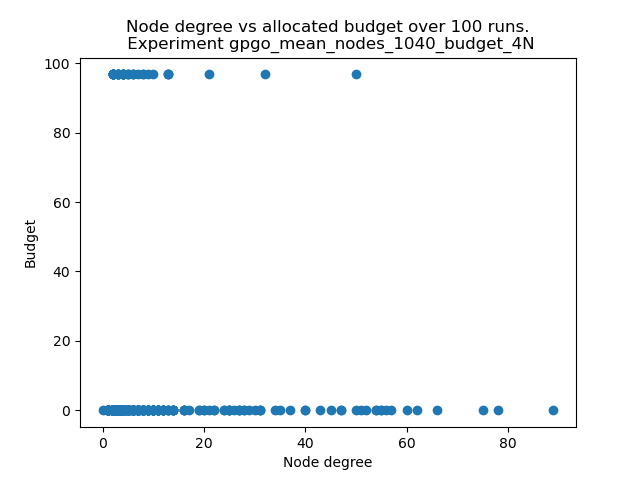 Node degree vs allocated budget over 100 runs.
Experiment gpgo_mean_nodes_1040_budget_4N
100
80
60
40
20
0
Budget
0 20 40 60 80
Node degree